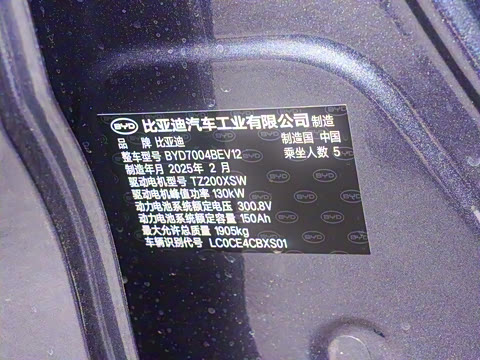 BYD 比亚迪汽车工业有限公司 制造
品 牌 比亚迪 制造国 中国
整车型号 BYD7004BEV12 乘坐人数 5
制造年月 2025年 2 月
驱动电机型号 TZ200XSW
驱动电机峰值功率 130kW
动力电池系统额定电压 300.8V
动力电池系统额定容量 150Ah
最大允许总质量 1905kg
车辆识别代号 LC0CE4CBXS01